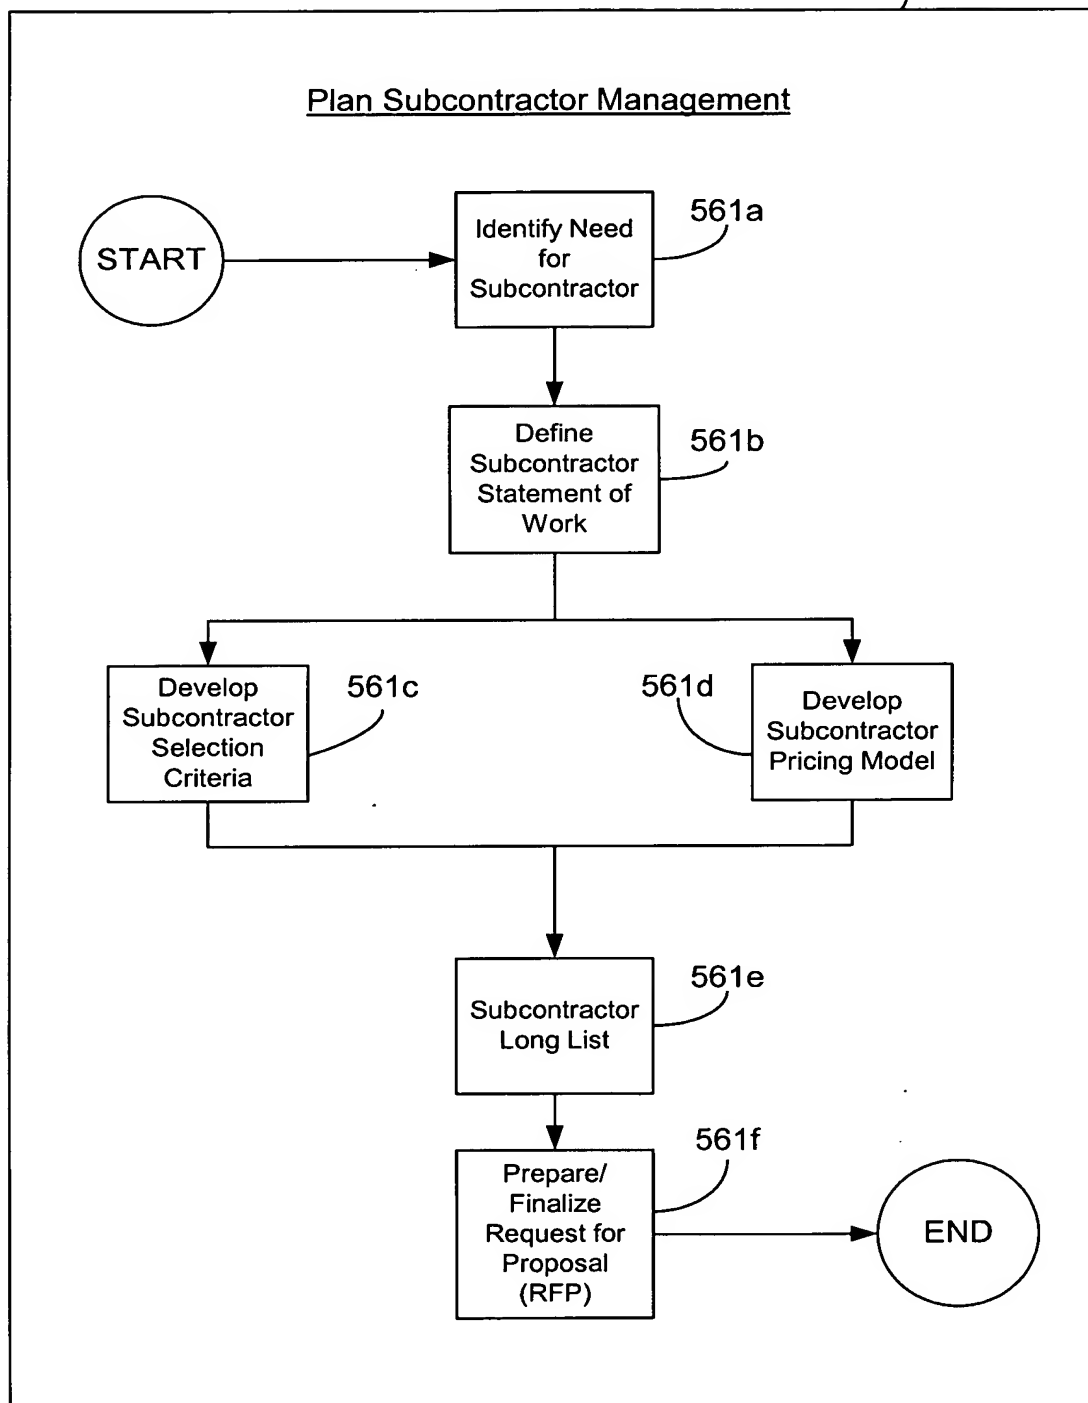 Plan Subcontractor Management
START
Identify Need
for
Subcontractor
561a
Define
Subcontractor
Statement of
Work
561b
Develop
Subcontractor
Selection
Criteria
561c
561d
Develop
Subcontractor
Pricing Model
Subcontractor
Long List
561e
Prepare/
Finalize
Request for
Proposal
(RFP)
561f
END